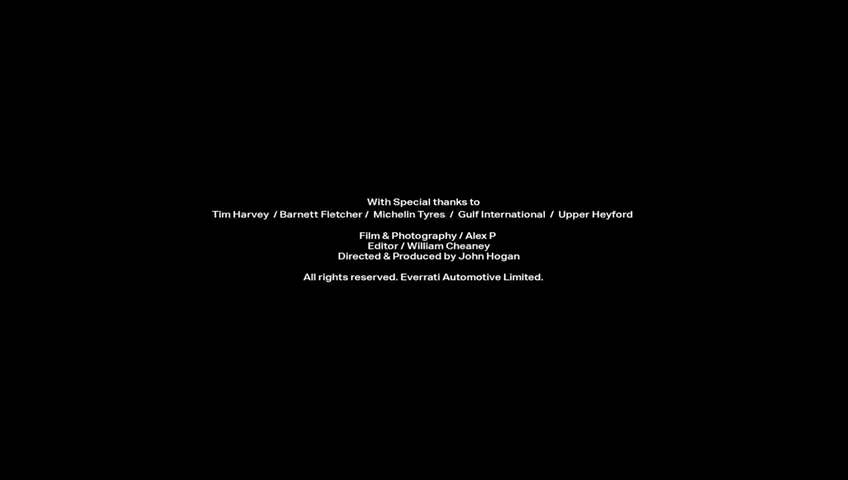 With Special thanks to
Tim Harvey / Barnett Fletcher / Michelin Tyres / Gulf International / Upper Heyford
Film & Photography / Alex P
Editor / William Cheaney
Directed & Produced by John Hogan
All rights reserved. Everrati Automotive Limited.